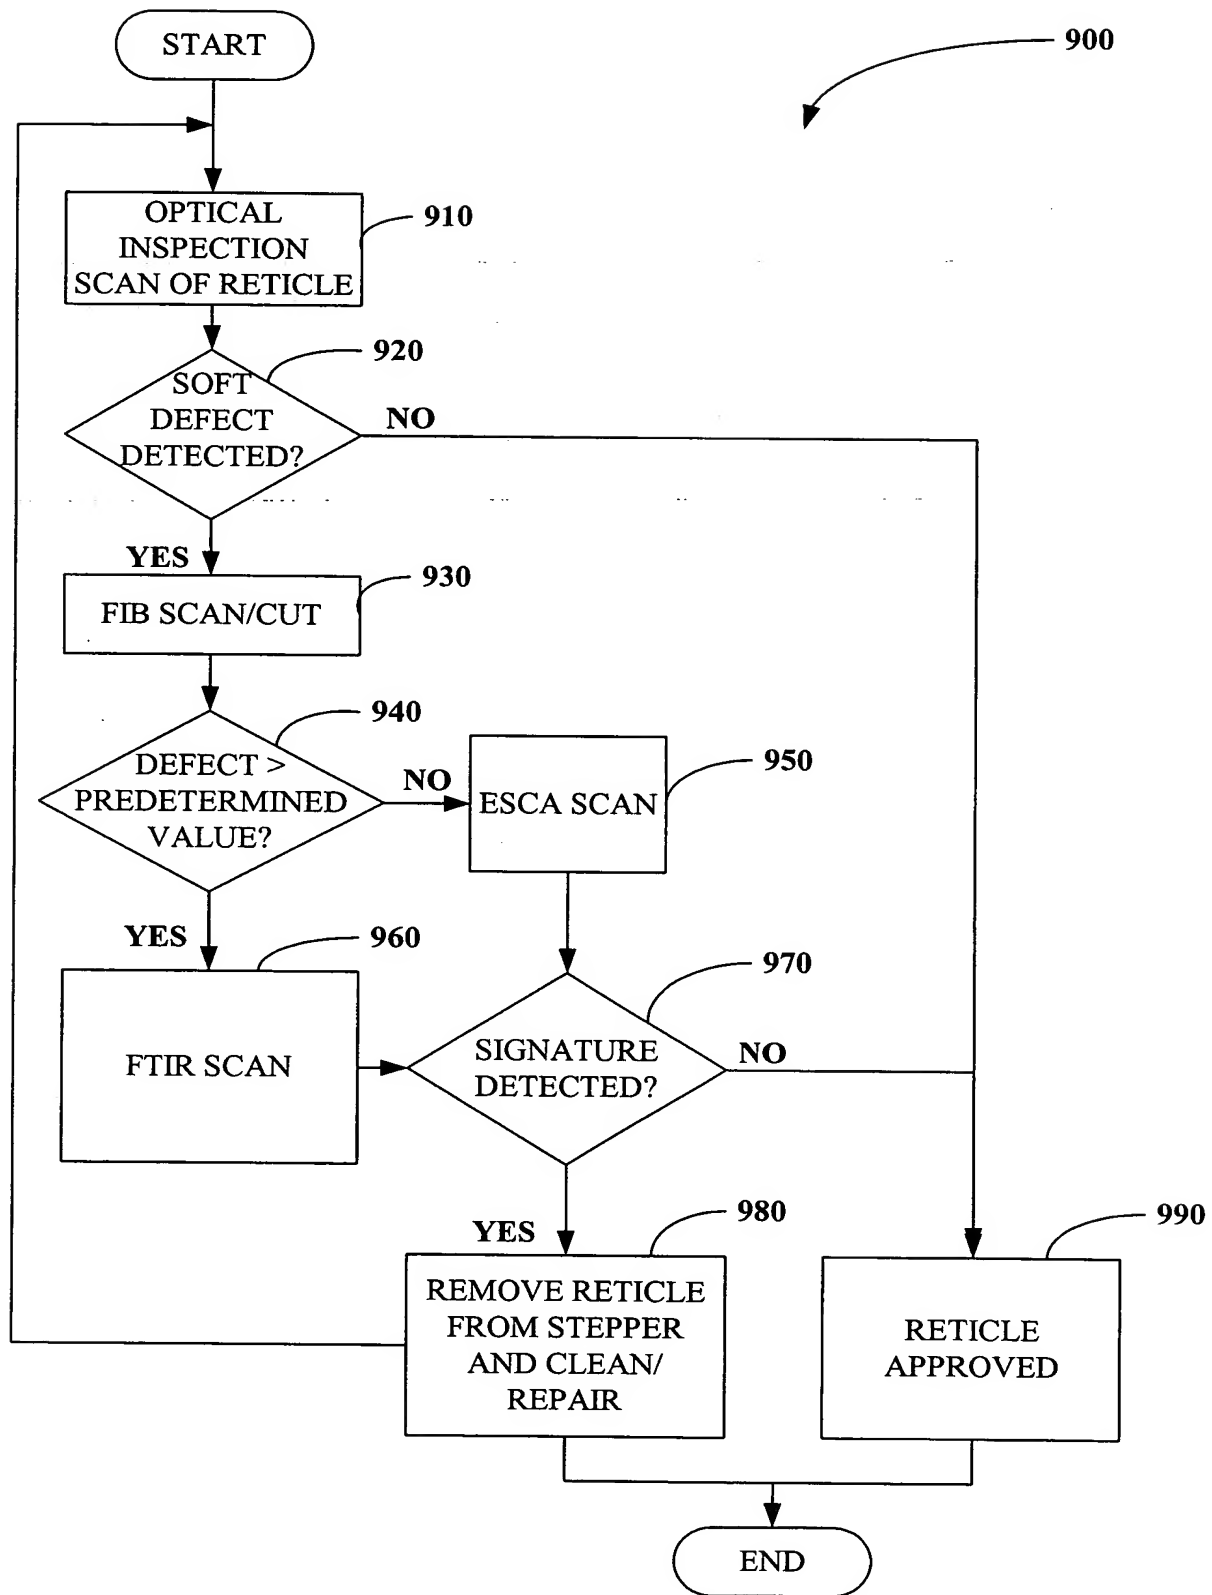 START
900
OPTICAL
INSPECTION
SCAN OF RETICLE
910
SOFT
DEFECT
DETECTED?
920
NO
YES
FIB SCAN/CUT
930
DEFECT >
PREDETERMINED
VALUE?
940
NO
ESCA SCAN
950
YES
FTIR SCAN
960
SIGNATURE
DETECTED?
970
NO
YES
REMOVE RETICLE
FROM STEPPER
AND CLEAN/
REPAIR
980
RETICLE
APPROVED
990
END